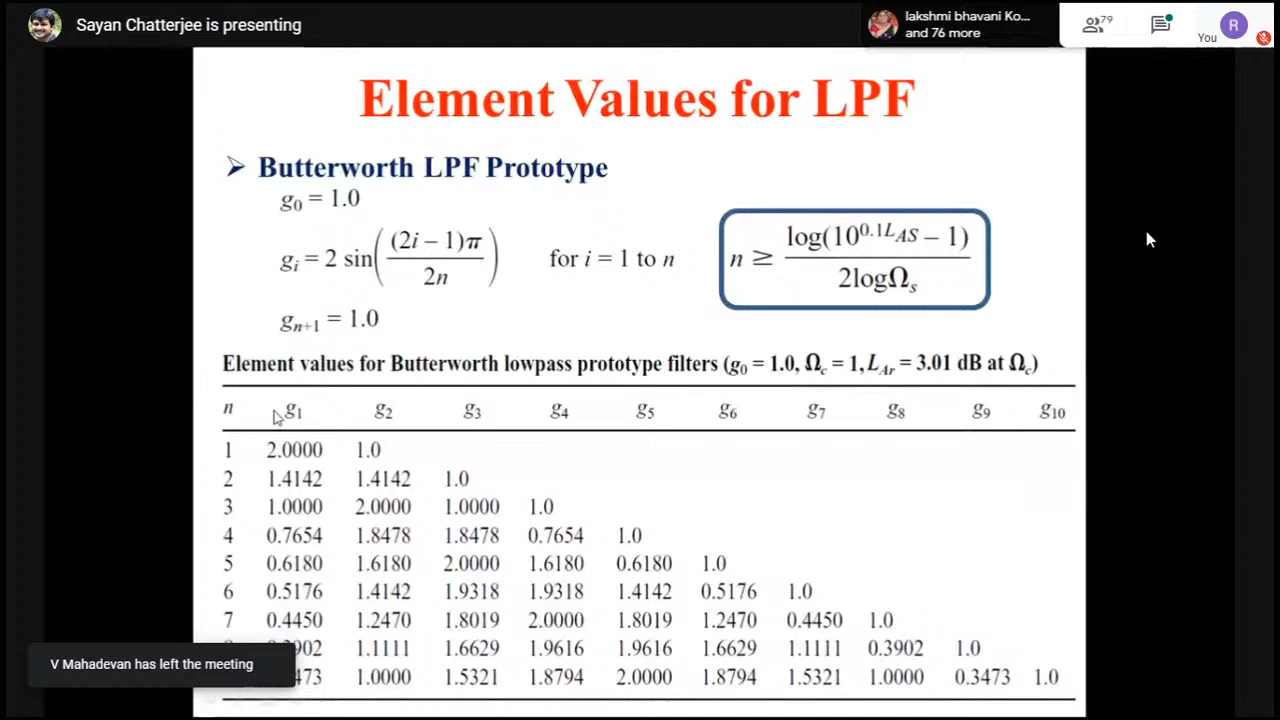 Sayan Chatterjee is presenting
lakshmi bhavani Ko...
and 76 more
79
You
R
Element Values for LPF
➢ Butterworth LPF Prototype
g0 = 1.0
gi = 2 sin((2i – 1)π / 2n) for i = 1 to n
gn+1 = 1.0
n ≥ log(10^0.1LAS – 1) / 2logΩs
Element values for Butterworth lowpass prototype filters (g0 = 1.0, Ωc = 1, LAr = 3.01 dB at Ωc)
n g1 g2 g3 g4 g5 g6 g7 g8 g9 g10
1 2.0000 1.0
2 1.4142 1.4142 1.0
3 1.0000 2.0000 1.0000 1.0
4 0.7654 1.8478 1.8478 0.7654 1.0
5 0.6180 1.6180 2.0000 1.6180 0.6180 1.0
6 0.5176 1.4142 1.9318 1.9318 1.4142 0.5176 1.0
7 0.4450 1.2470 1.8019 2.0000 1.8019 1.2470 0.4450 1.0
902 1.1111 1.6629 1.9616 1.9616 1.6629 1.1111 0.3902 1.0
473 1.0000 1.5321 1.8794 2.0000 1.8794 1.5321 1.0000 0.3473 1.0
V Mahadevan has left the meeting